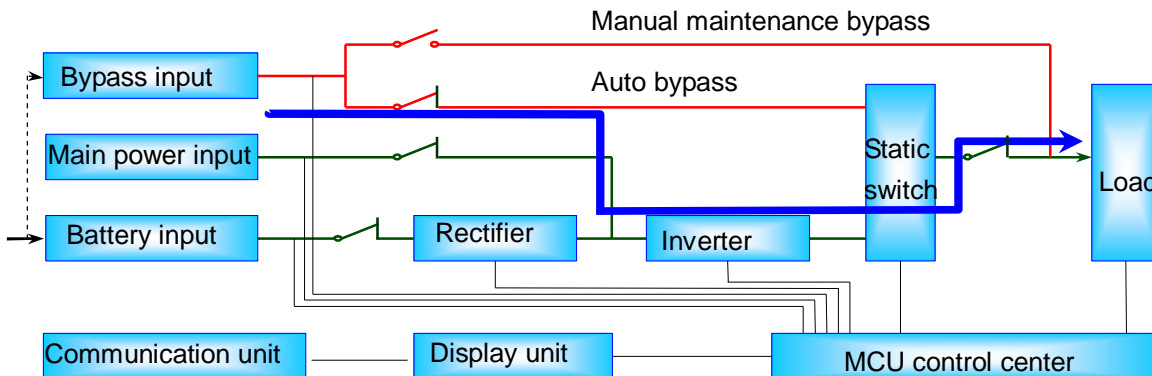 Manual maintenance bypass
Bypass input
Auto bypass
Main power input
Static
switch
Load
Battery input
Rectifier
Inverter
Communication unit
Display unit
MCU control center